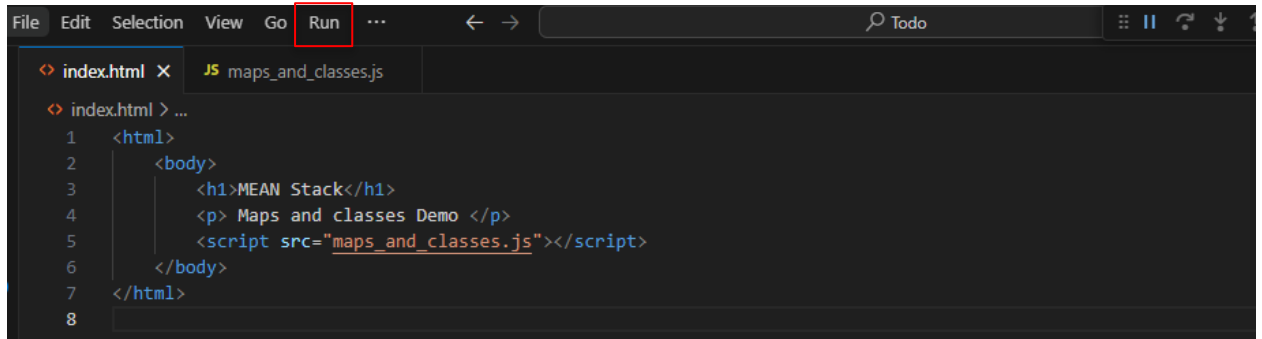 File Edit Selection View Go Run ··· ← → Todo
index.html × JS maps_and_classes.js
index.html > ...
1 <html>
2 <body>
3 <h1>MEAN Stack</h1>
4 <p> Maps and classes Demo </p>
5 <script src="maps_and_classes.js"></script>
6 </body>
7 </html>
8